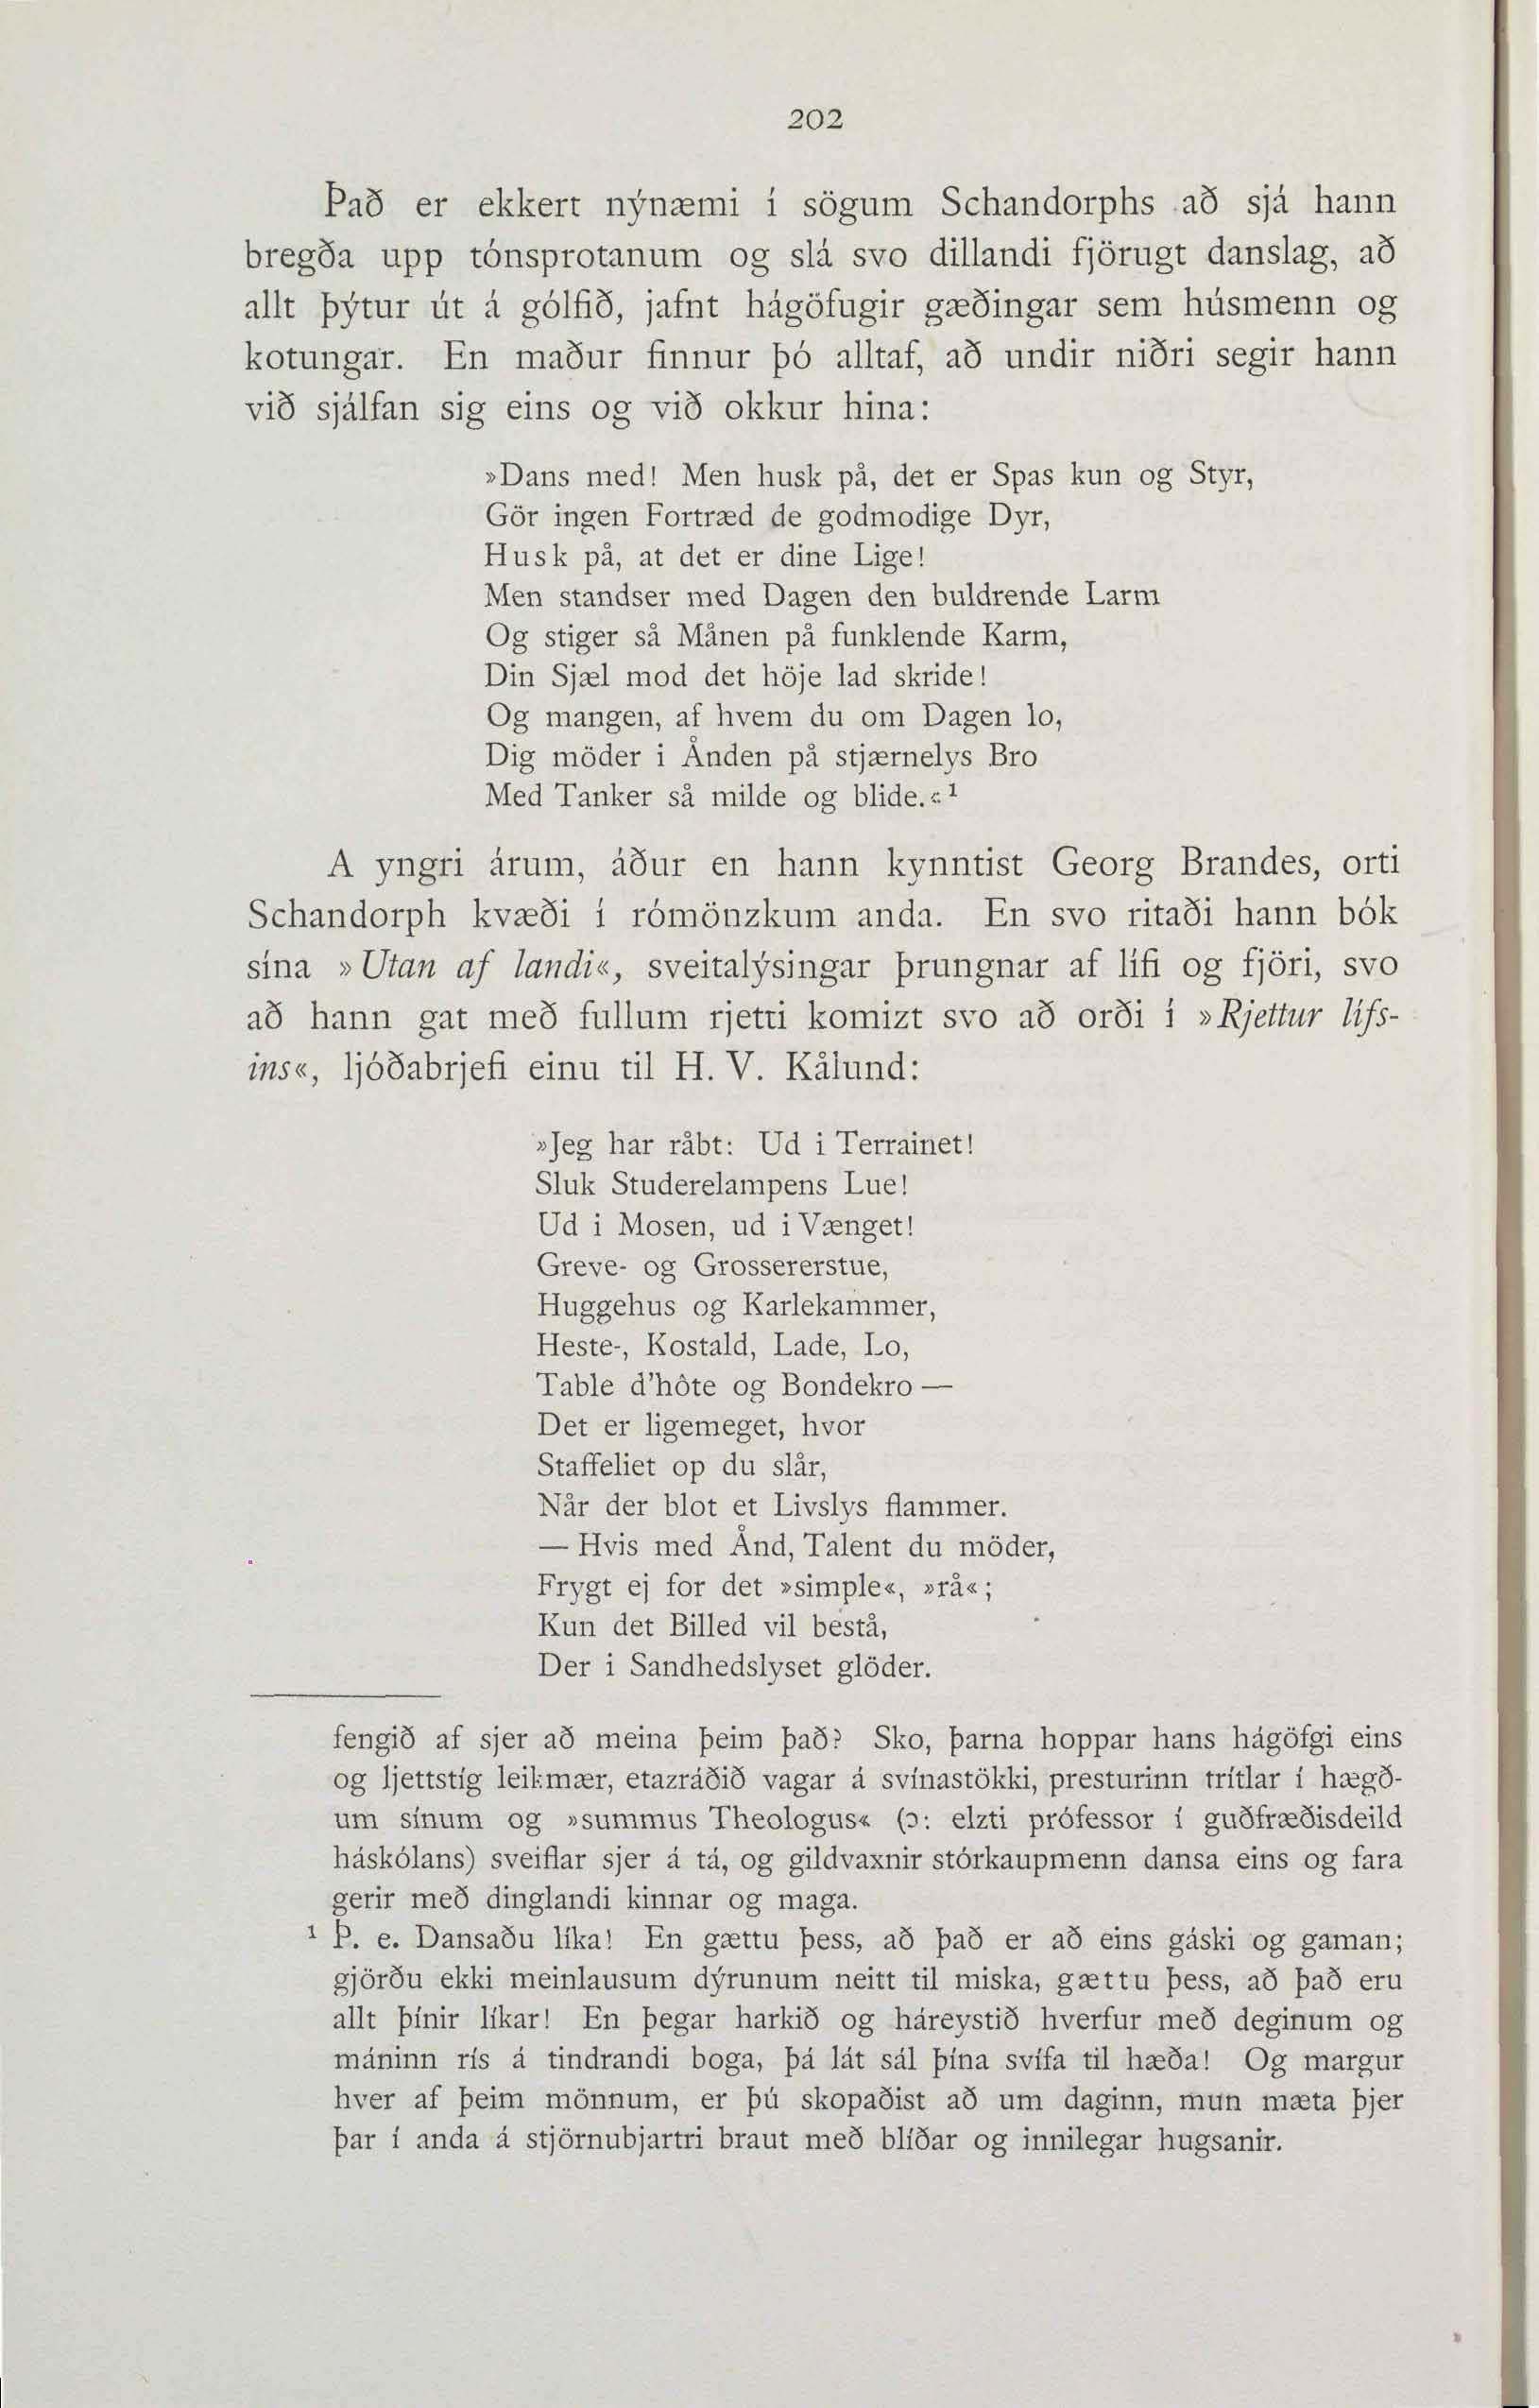 202
Það er ekkert nýnæmi í sögum Schandorphs að sjá hann
bregða upp tónsprotanum og slá svo dillandi fjörugt danslag, að
allt þýtur út á gólfið, jafnt hágöfugir gæðingar sem húsmenn og
kotungar. En maður finnur þó alltaf, að undir niðri segir hann
við sjálfan sig eins og við okkur hina:
»Dans med! Men husk på, det er Spas kun og Styr,
Gör ingen Fortræd de godmodige Dyr,
Husk på, at det er dine Lige!
Men standser med Dagen den buldrende Larm
Og stiger så Månen på funklende Karm,
Din Sjæl mod det höje lad skride!
Og mangen, af hvem du om Dagen lo,
Dig möder i Ånden på stjærnelys Bro
Med Tanker så milde og blide.«¹
A yngri árum, áður en hann kynntist Georg Brandes, orti
Schandorph kvæði í rómönzkum anda. En svo ritaði hann bók
sína »Utan af landi«, sveitalýsingar þrungnar af lífi og fjöri, svo
að hann gat með fullum rjetti komizt svo að orði í »Rjettur lífs-
ins«, ljóðabrjefi einu til H. V. Kålund:
»Jeg har råbt: Ud i Terrainet!
Sluk Studerelampens Lue!
Ud i Mosen, ud i Vænget!
Greve- og Grossererstue,
Huggehus og Karlekammer,
Heste-, Kostald, Lade, Lo,
Table d'hôte og Bondekro —
Det er ligemeget, hvor
Staffeliet op du slår,
Når der blot et Livslys flammer.
— Hvis med Ånd, Talent du möder,
Frygt ej for det »simple«, »rå«;
Kun det Billed vil bestå,
Der i Sandhedslyset glöder.
fengið af sjer að meina þeim það? Sko, þarna hoppar hans hágöfgi eins
og ljettstíg leikmær, etazráðið vagar á svínastökki, presturinn trítlar í hægð-
um sínum og »summus Theologus« (ɔ: elzti prófessor í guðfræðisdeild
háskólans) sveiflar sjer á tá, og gildvaxnir stórkaupmenn dansa eins og fara
gerir með dinglandi kinnar og maga.
¹ Þ. e. Dansaðu líka! En gættu þess, að það er að eins gáski og gaman;
gjörðu ekki meinlausum dýrunum neitt til miska, gættu þess, að það eru
allt þínir líkar! En þegar harkið og háreystið hverfur með deginum og
máninn rís á tindrandi boga, þá lát sál þína svífa til hæða! Og margur
hver af þeim mönnum, er þú skopaðist að um daginn, mun mæta þjer
þar í anda á stjörnubjartri braut með blíðar og innilegar hugsanir.